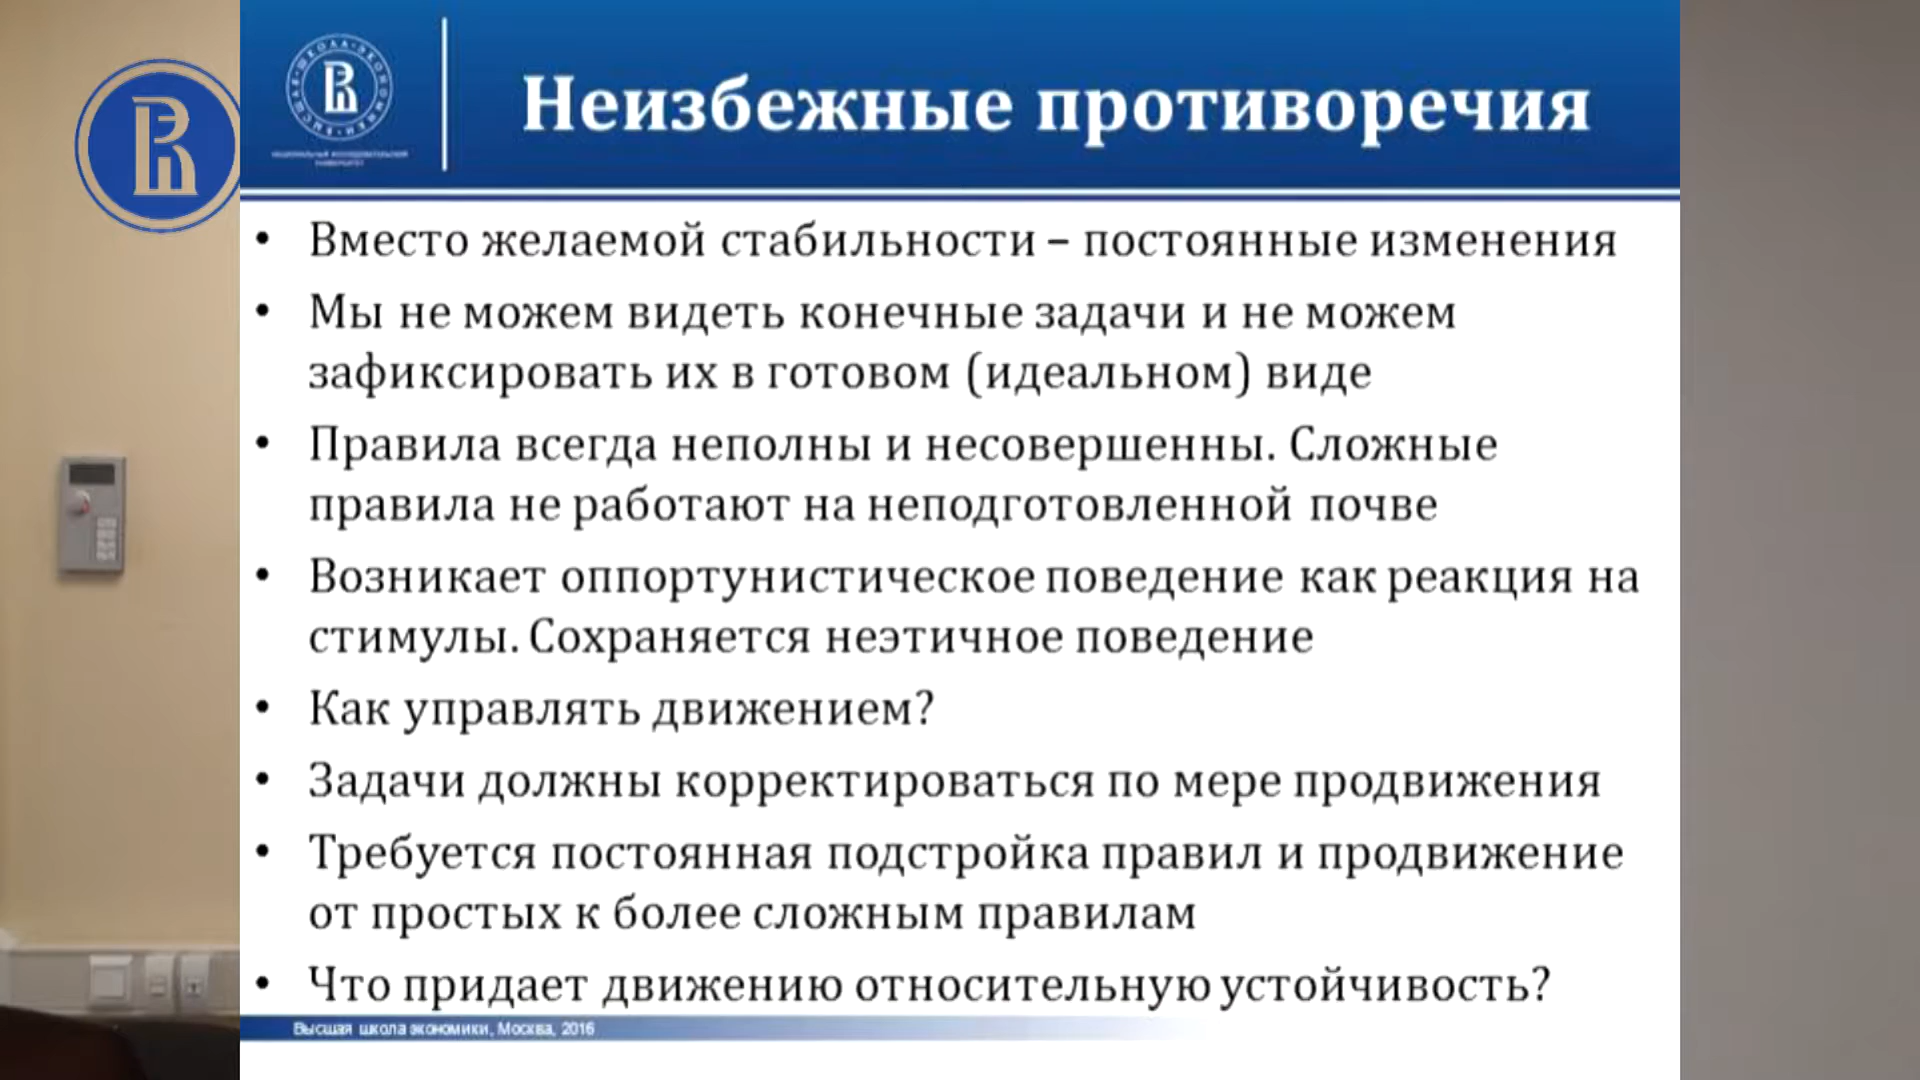 Неизбежные противоречия
НАЦИОНАЛЬНЫЙ ИССЛЕДОВАТЕЛЬСКИЙ
УНИВЕРСИТЕТ
• Вместо желаемой стабильности – постоянные изменения
• Мы не можем видеть конечные задачи и не можем
зафиксировать их в готовом (идеальном) виде
• Правила всегда неполны и несовершенны. Сложные
правила не работают на неподготовленной почве
• Возникает оппортунистическое поведение как реакция на
стимулы. Сохраняется неэтичное поведение
• Как управлять движением?
• Задачи должны корректироваться по мере продвижения
• Требуется постоянная подстройка правил и продвижение
от простых к более сложным правилам
• Что придает движению относительную устойчивость?
Высшая школа экономики, Москва, 2016